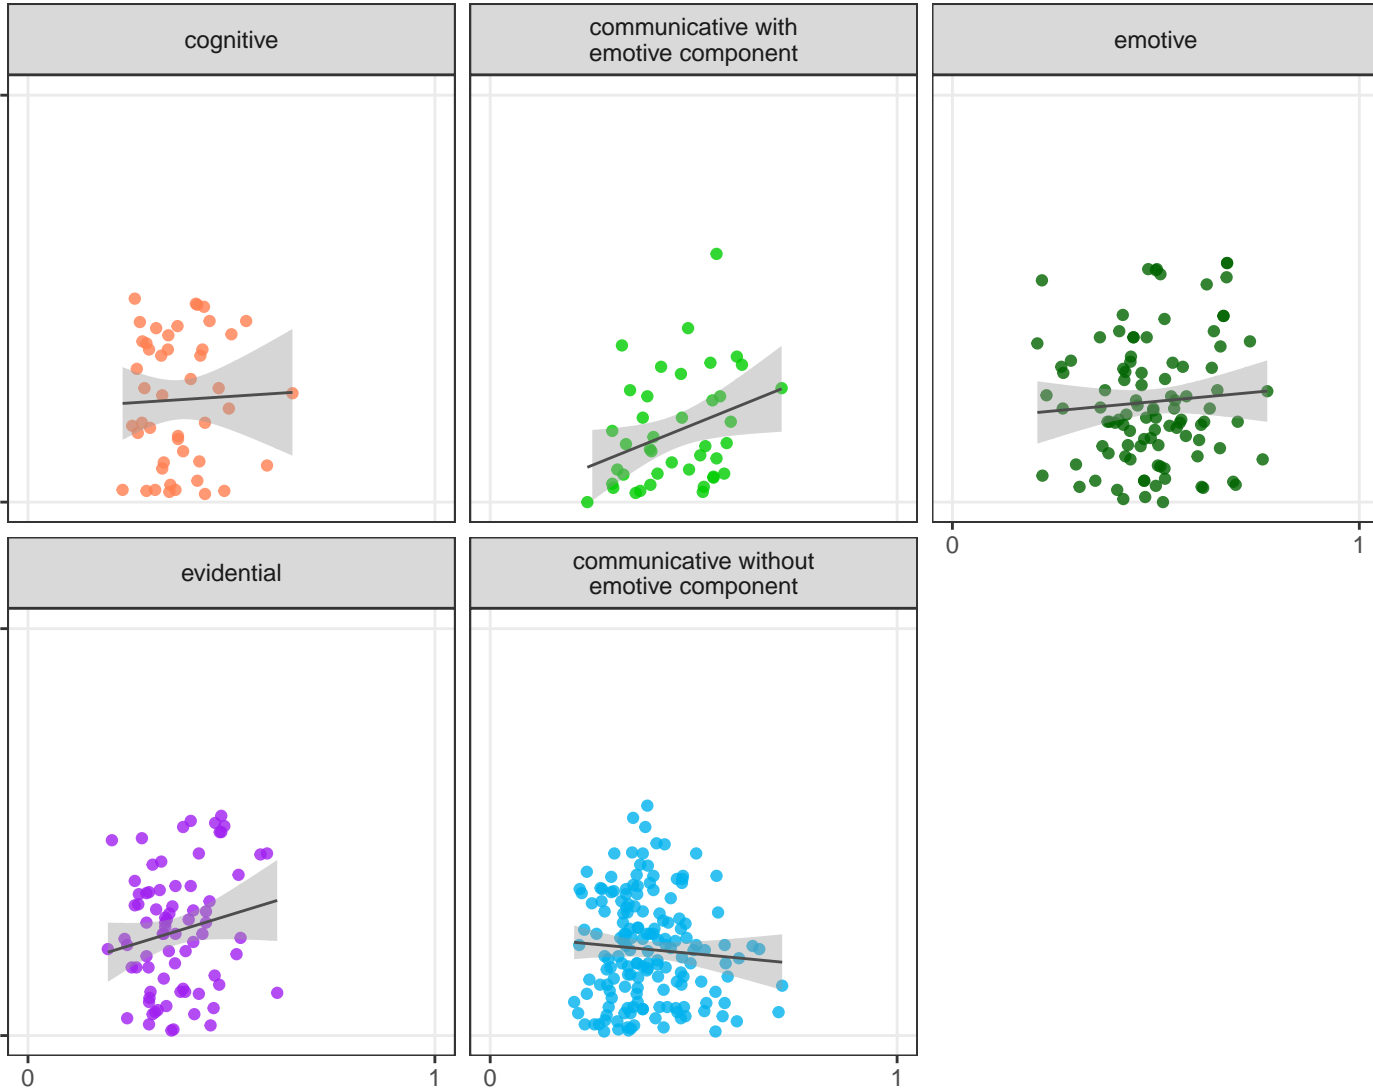 cognitive
communicative with
emotive component
emotive
0
1
evidential
communicative without
emotive component
0
1
0
1